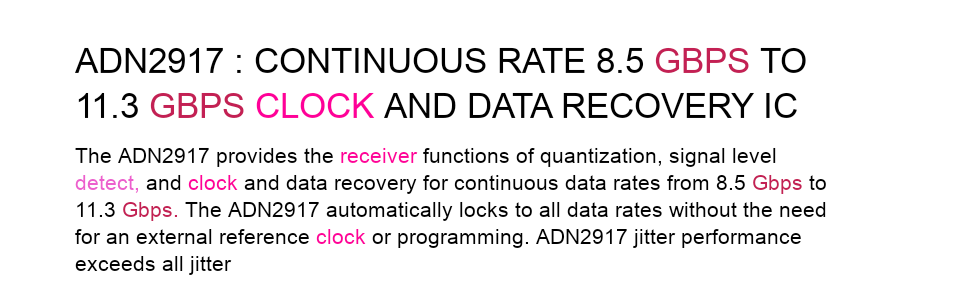 ADN2917 : CONTINUOUS RATE 8.5 GBPS TO
11.3 GBPS CLOCK AND DATA RECOVERY IC
The ADN2917 provides the receiver functions of quantization, signal level
detect, and clock and data recovery for continuous data rates from 8.5 Gbps to
11.3 Gbps. The ADN2917 automatically locks to all data rates without the need
for an external reference clock or programming. ADN2917 jitter performance
exceeds all jitter